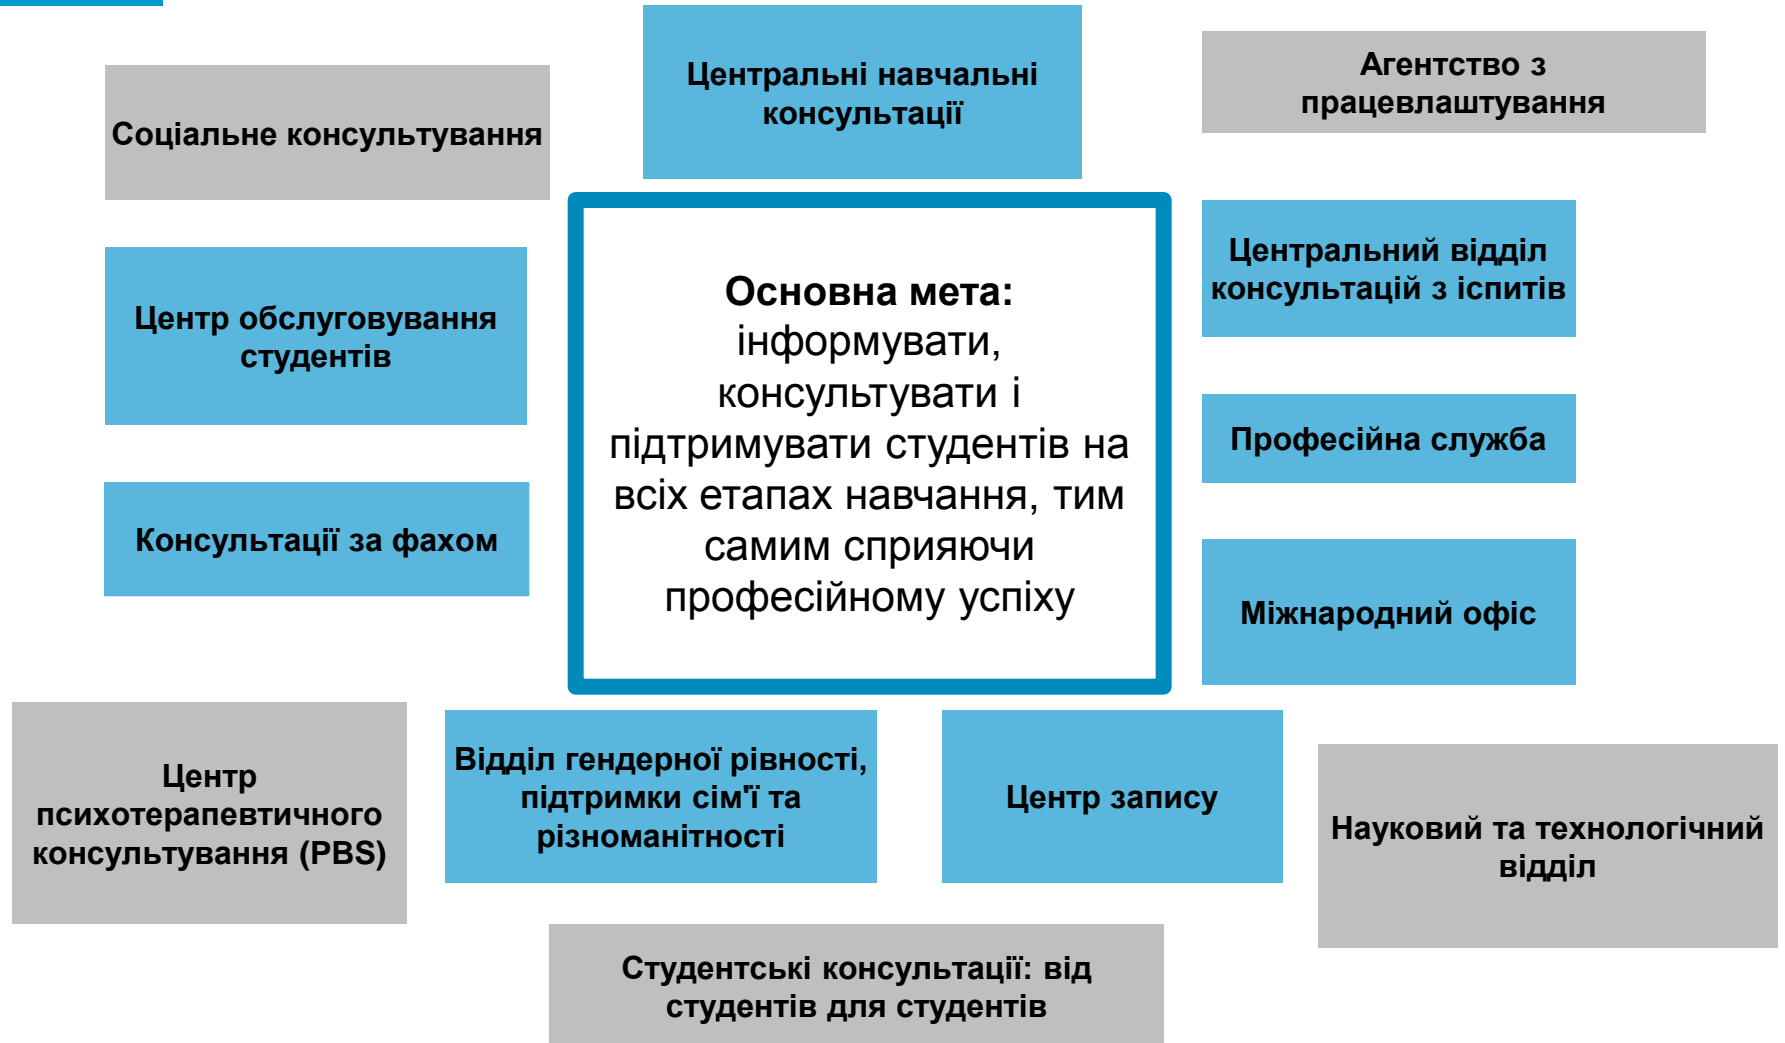 Центральні навчальні
консультації
Агентство з
працевлаштування
Соціальне консультування
Центральний відділ
консультацій з іспитів
Центр обслуговування
студентів
Основна мета:
інформувати,
консультувати і
підтримувати студентів на
всіх етапах навчання, тим
самим сприяючи
професійному успіху
Професійна служба
Консультації за фахом
Міжнародний офіс
Центр
психотерапевтичного
консультування (PBS)
Відділ гендерної рівності,
підтримки сім'ї та
різноманітності
Центр запису
Науковий та технологічний
відділ
Студентські консультації: від
студентів для студентів